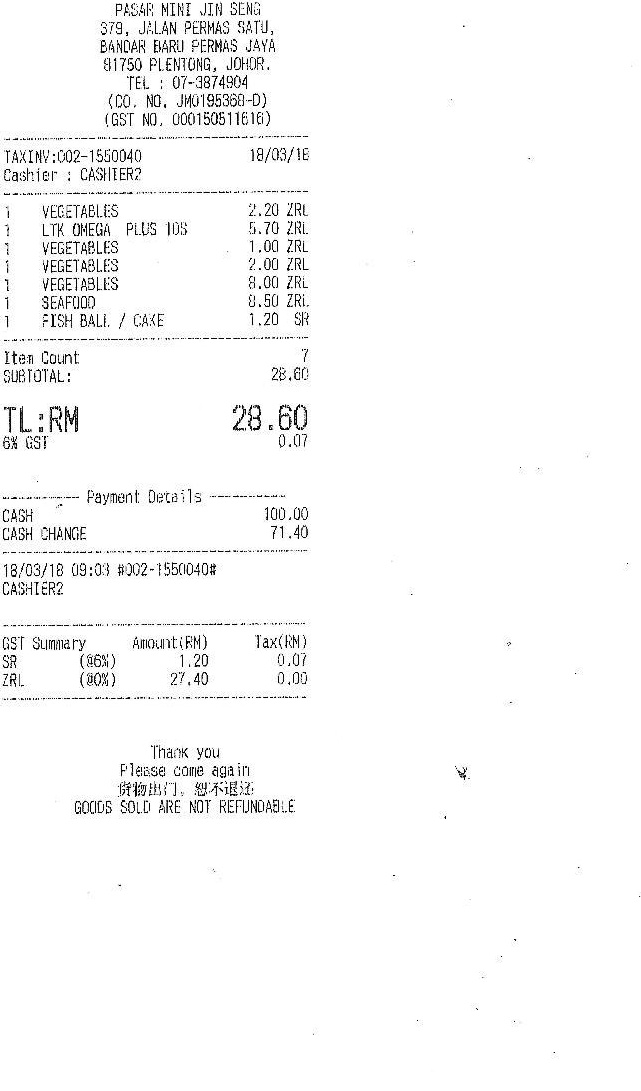 PASAR MINI JIN SENG
379, JALAN PERMAS SATU,
BANDAR BARU PERMAS JAYA
81750 PLENTONG, JOHOR.
TEL : 07-3874904
(CO. NO. JM0195368-D)
(GST NO. 000150511616)
TAXINV:002-1550040 18/03/18
Cashier : CASHIER2
1 VEGETABLES 2.20 ZRL
1 LTK OMEGA PLUS 10S 5.70 ZRL
1 VEGETABLES 1.00 ZRL
1 VEGETABLES 2.00 ZRL
1 VEGETABLES 8.00 ZRL
1 SEAFOOD 8.50 ZRL
1 FISH BALL / CAKE 1.20 SR
Item Count 7
SUBTOTAL: 28.60
TL:RM 28.60
6% GST 0.07
---------- Payment Details ----------
CASH 100.00
CASH CHANGE 71.40
18/03/18 09:03 #002-1550040#
CASHIER2
GST Summary Amount(RM) Tax(RM)
SR (@6%) 1.20 0.07
ZRL (@0%) 27.40 0.00
Thank you
Please come again
货物出门。恕不退还
GOODS SOLD ARE NOT REFUNDABLE